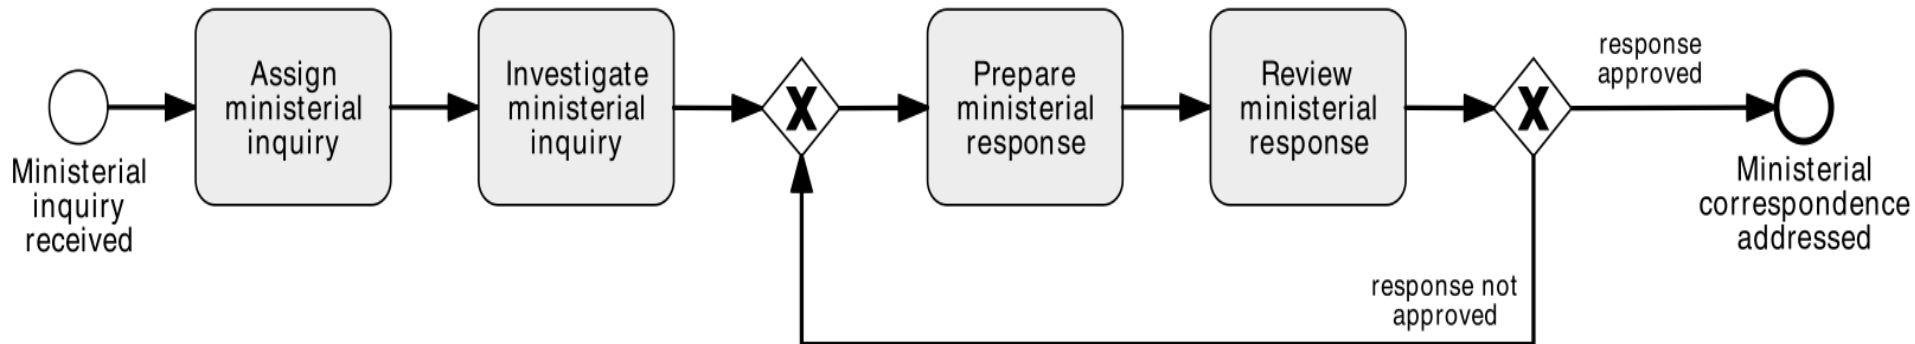 Ministerial
inquiry
received
Assign
ministerial
inquiry
Investigate
ministerial
inquiry
X
Prepare
ministerial
response
Review
ministerial
response
X
response
approved
response not
approved
Ministerial
correspondence
addressed